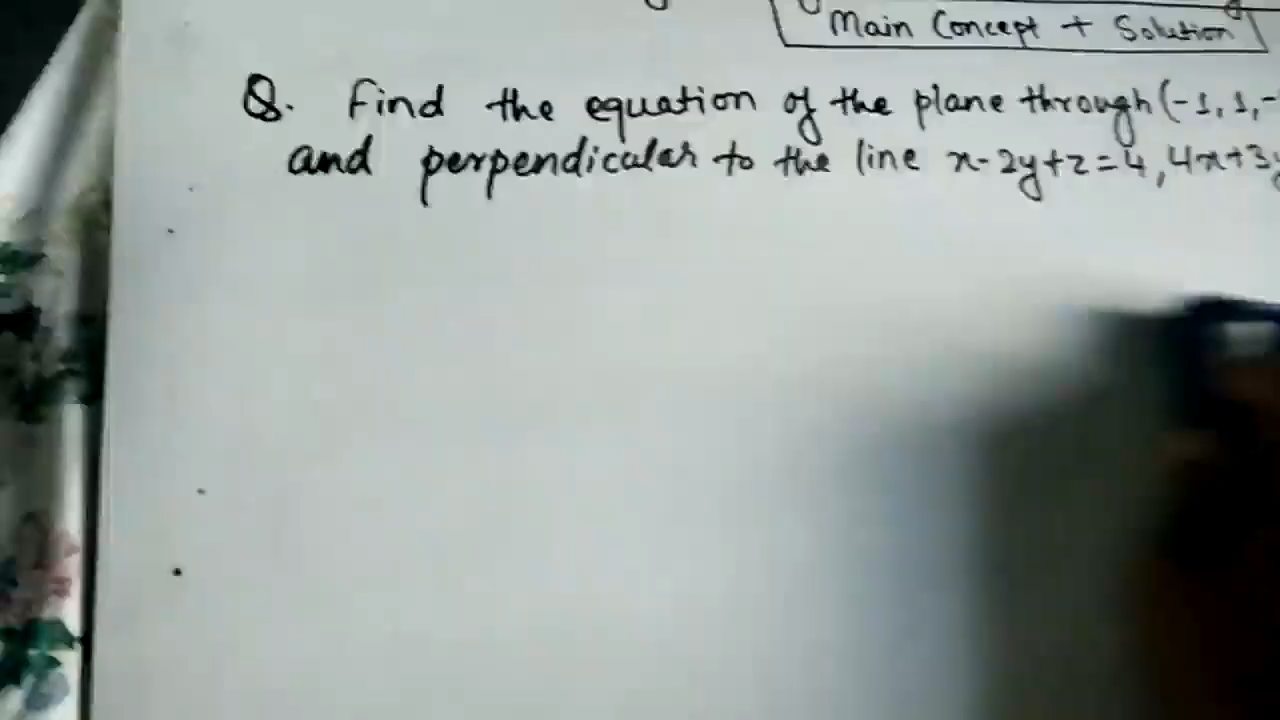 Main Concept + Solution
Q. Find the equation of the plane through (-1, 1, -
and perpendicular to the line x-2y+z=4, 4x+3y